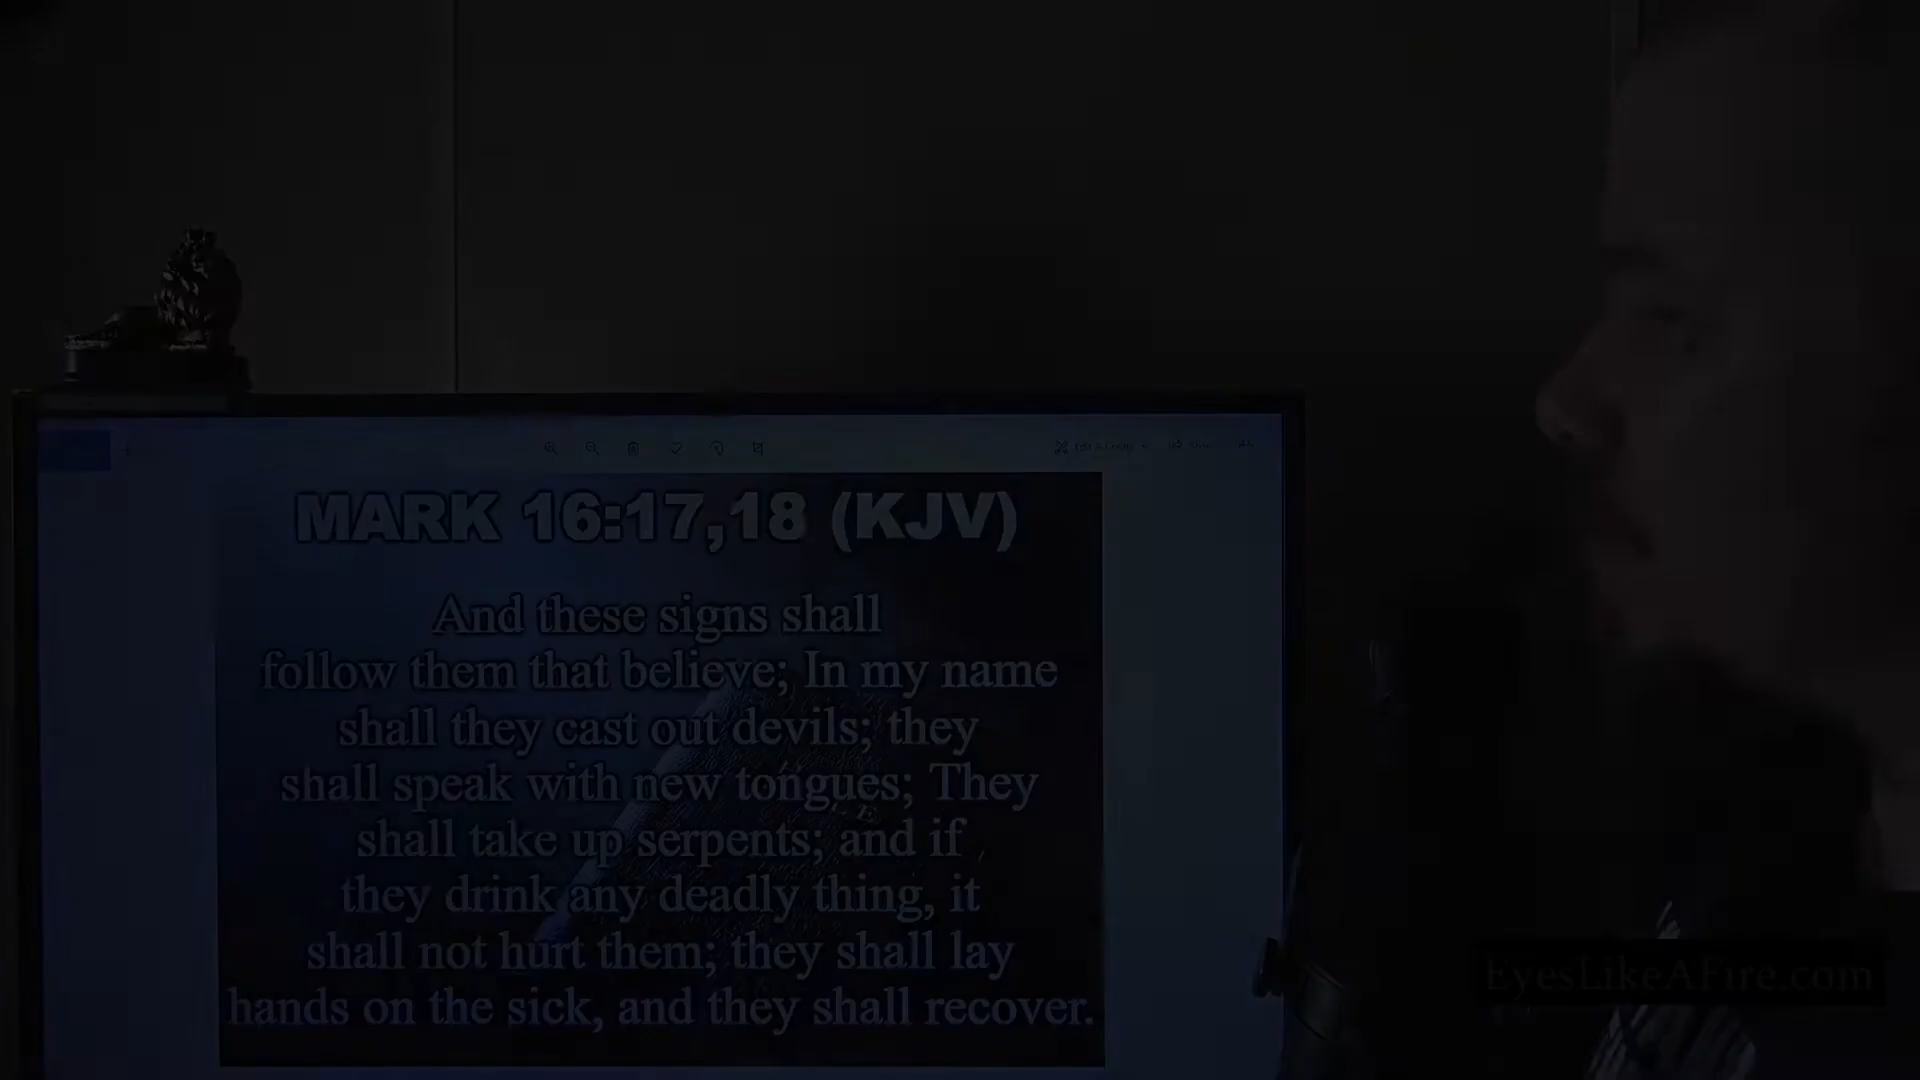 MARK 16:17,18 (KJV)
And these signs shall
follow them that believe; In my name
shall they cast out devils; they
shall speak with new tongues; They
shall take up serpents; and if
they drink any deadly thing, it
shall not hurt them; they shall lay
hands on the sick, and they shall recover.
EyesLikeAFire.com